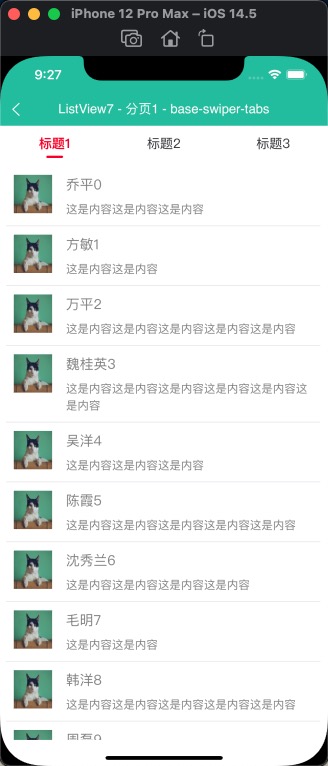 iPhone 12 Pro Max – iOS 14.5
9:27
ListView7 - 分页1 - base-swiper-tabs
标题1 标题2 标题3
乔平0
这是内容这是内容这是内容
方敏1
这是内容这是内容
万平2
这是内容这是内容这是内容这是内容这是内容
魏桂英3
这是内容这是内容这是内容这是内容这是内容这
是内容
吴洋4
这是内容这是内容这是内容
陈霞5
这是内容这是内容这是内容这是内容这是内容
沈秀兰6
这是内容这是内容这是内容这是内容
毛明7
这是内容这是内容
韩洋8
这是内容这是内容这是内容这是内容这是内容
周磊9